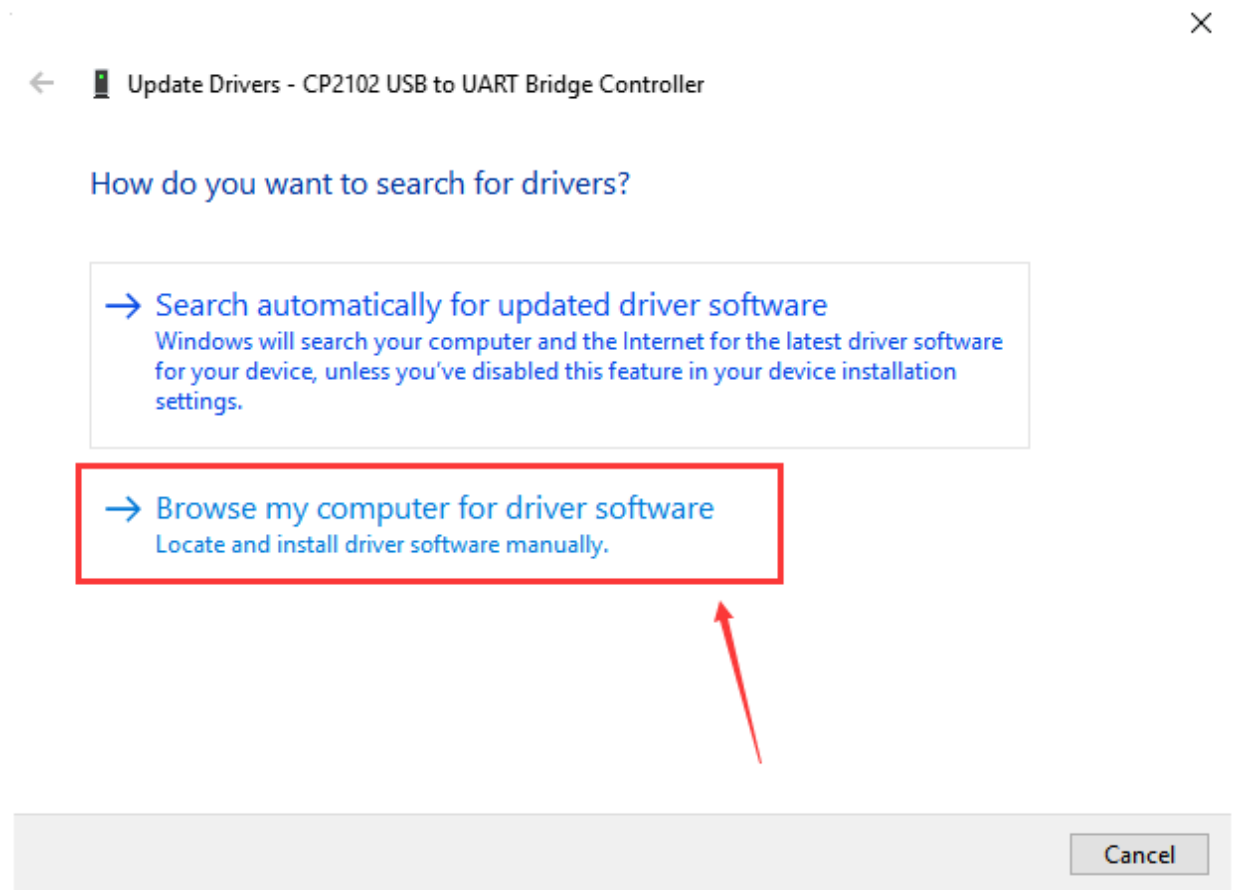 Update Drivers - CP2102 USB to UART Bridge Controller
How do you want to search for drivers?
Search automatically for updated driver software
Windows will search your computer and the Internet for the latest driver software
for your device, unless you've disabled this feature in your device installation
settings.
Browse my computer for driver software
Locate and install driver software manually.
Cancel